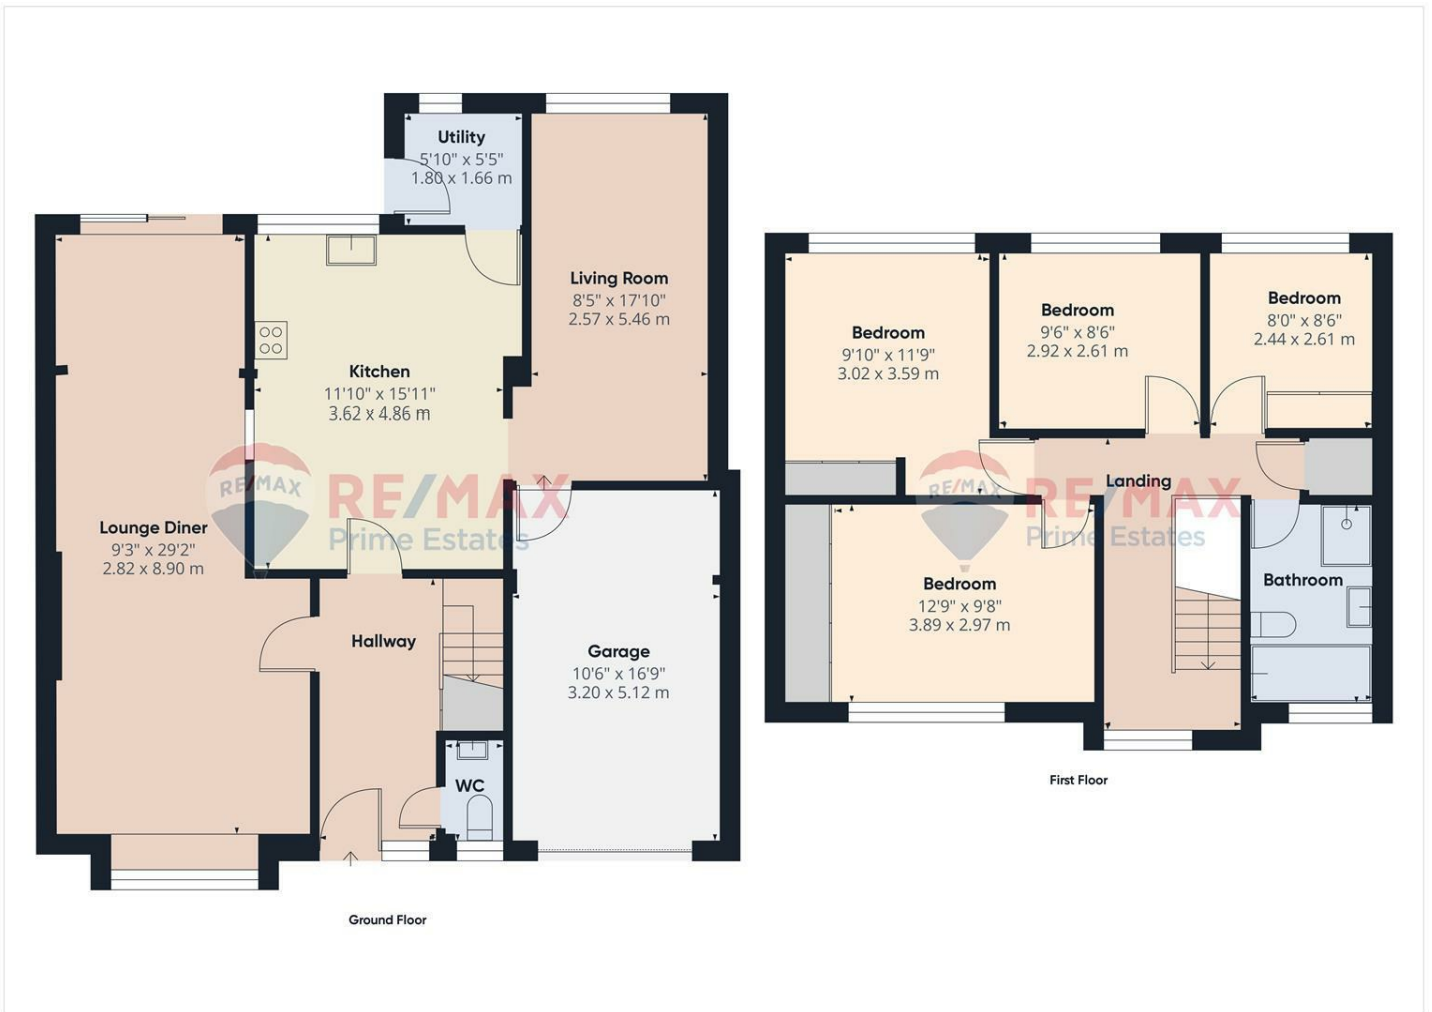 Utility
5'10" x 5'5"
1.80 x 1.66 m
Living Room
8'5" x 17'10"
2.57 x 5.46 m
Kitchen
11'10" x 15'11"
3.62 x 4.86 m
Lounge Diner
9'3" x 29'2"
2.82 x 8.90 m
RE/MAX
RE/MAX
Prime Estates
Hallway
Garage
10'6" x 16'9"
3.20 x 5.12 m
WC
Ground Floor
Bedroom
9'10" x 11'9"
3.02 x 3.59 m
Bedroom
9'6" x 8'6"
2.92 x 2.61 m
Bedroom
8'0" x 8'6"
2.44 x 2.61 m
Landing
RE/MAX
RE/MAX
Prime Estates
Bedroom
12'9" x 9'8"
3.89 x 2.97 m
Bathroom
First Floor